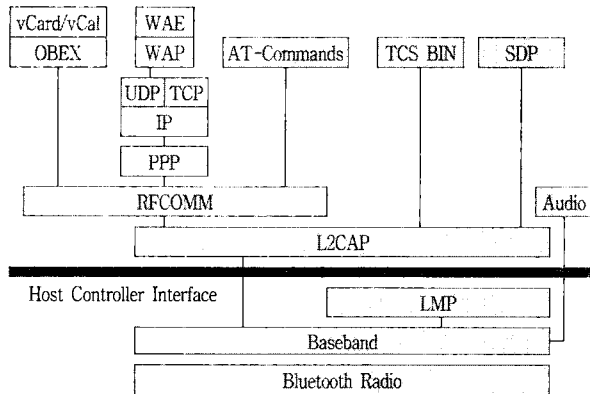 vCard/vCal
OBEX
WAE
WAP
AT-Commands
TCS BIN
SDP
UDP TCP
IP
PPP
RFCOMM
Audio
L2CAP
Host Controller Interface
LMP
Baseband
Bluetooth Radio